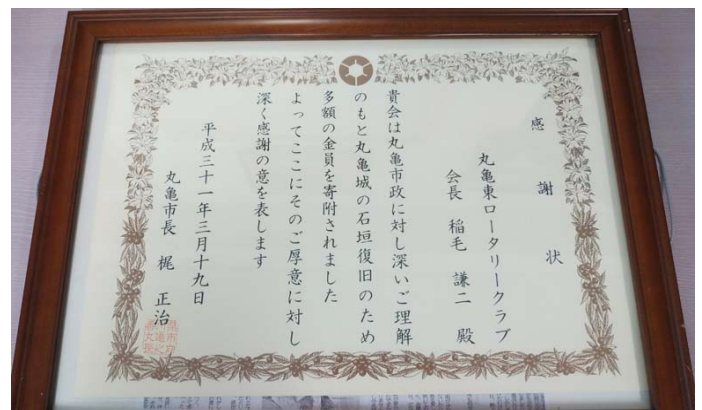 感謝状
丸亀東ロータリークラブ
会長 稲毛 謙二 殿
貴会は丸亀市政に対し深いご理解
のもと丸亀城の石垣復旧のため
多額の金員を寄附されました
よってここにそのご厚意に対し
深く感謝の意を表します
平成三十一年三月十九日
丸亀市長 梶 正治